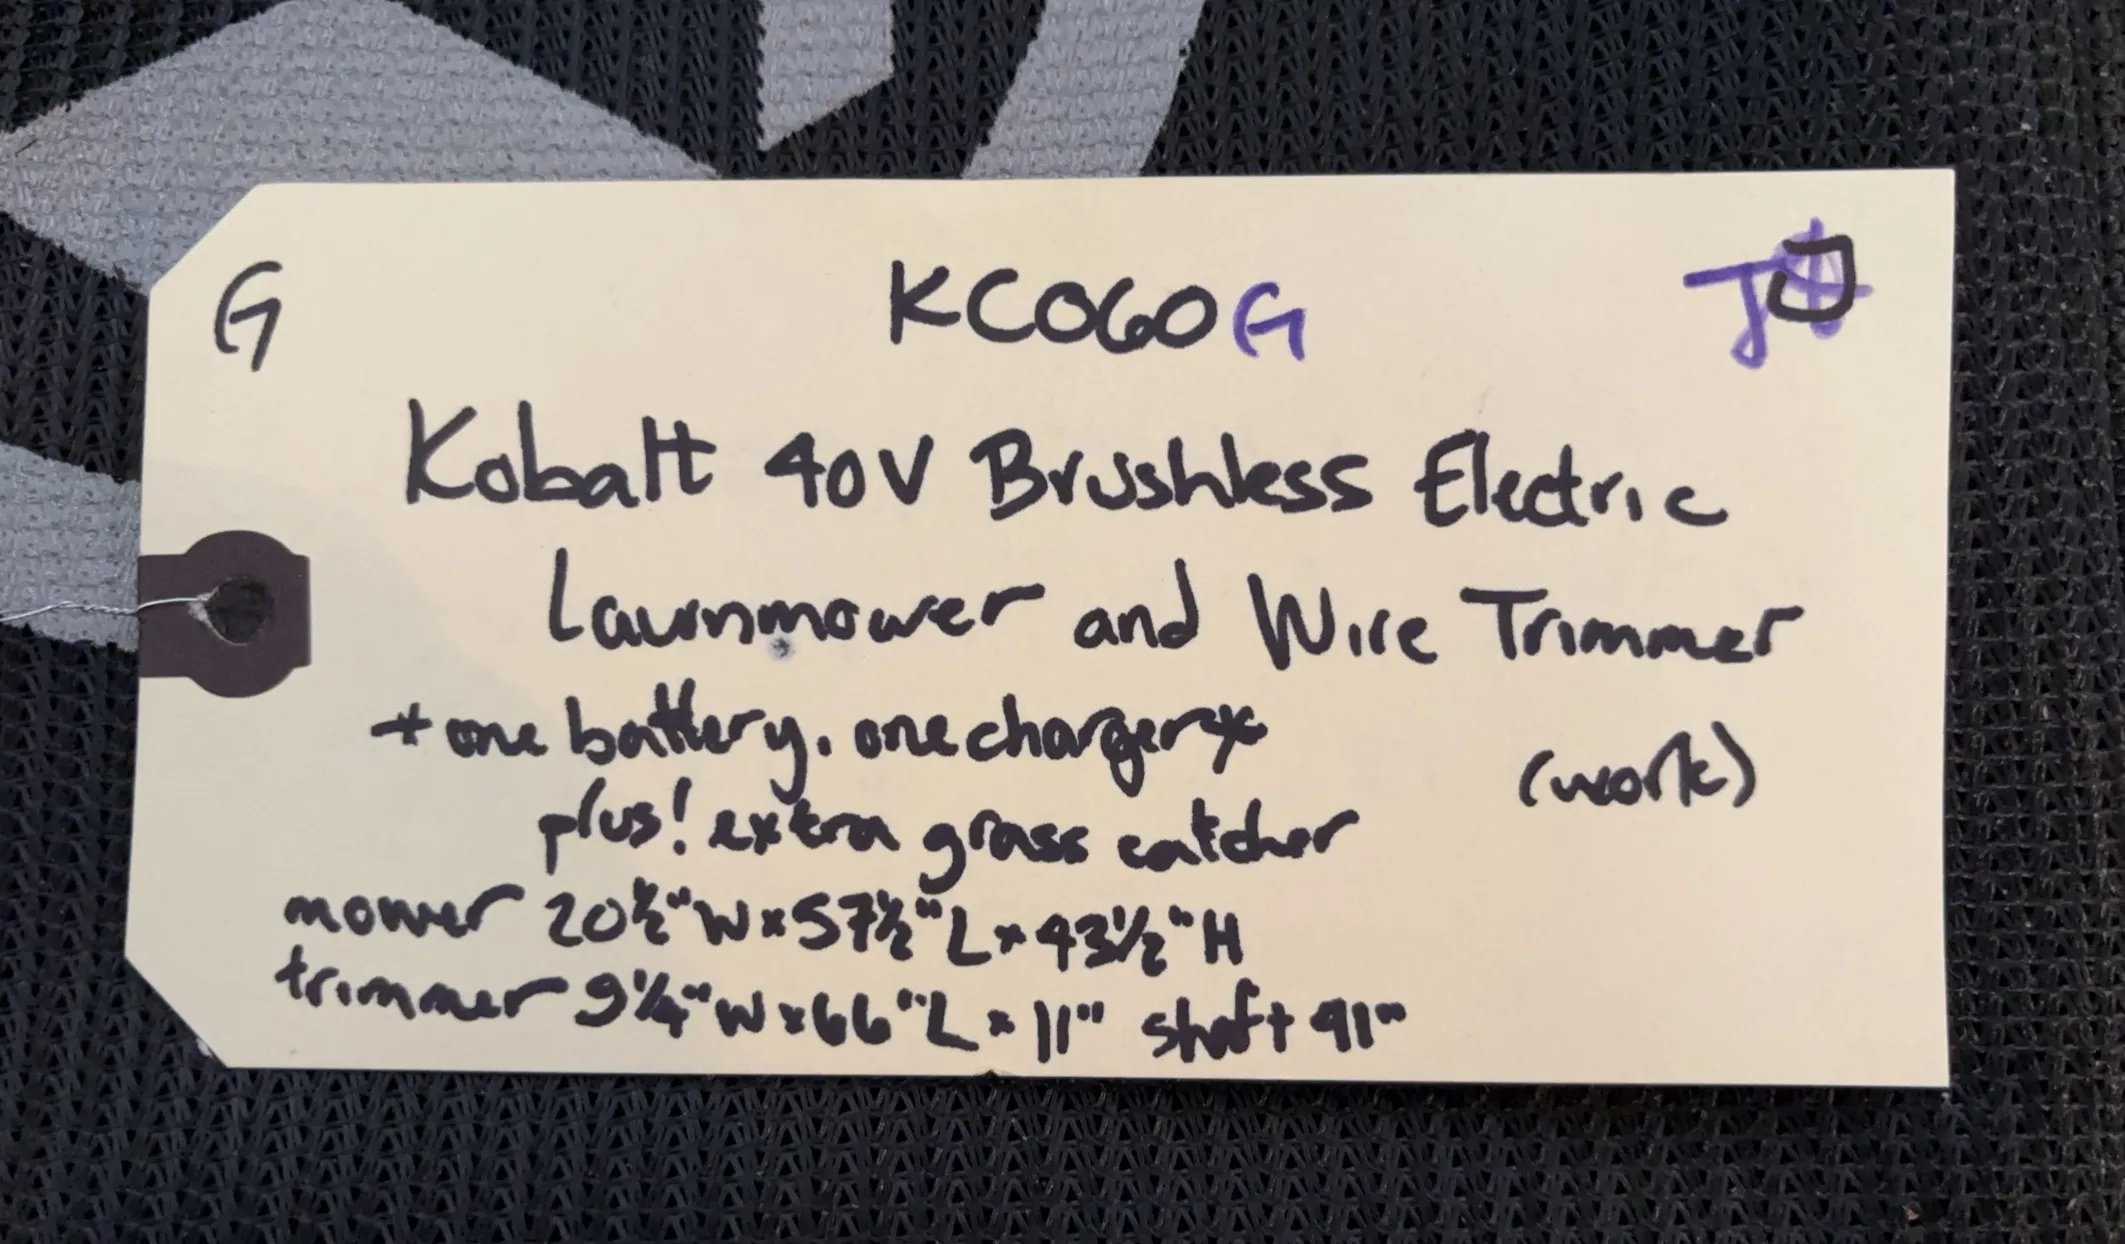 G KC060G J
Kobalt 40V Brushless Electric
Lawnmower and Wire Trimmer
+ one battery. one charger
(work)
plus! extra grass catcher
mower 20½"W x 57½"L x 43½"H
trimmer 9¼"W x 66"L x 11" shaft 41"